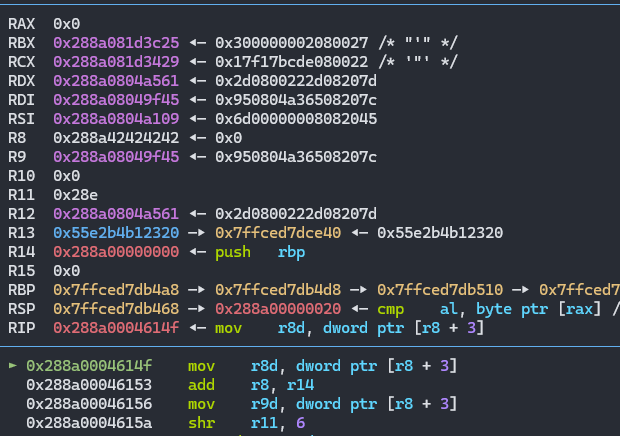 RAX 0x0
RBX 0x288a081d3c25 ◂— 0x300000002080027 /* "'" */
RCX 0x288a081d3429 ◂— 0x17f17bcde080022 /* '"' */
RDX 0x288a0804a561 ◂— 0x2d0800222d08207d
RDI 0x288a08049f45 ◂— 0x950804a36508207c
RSI 0x288a0804a109 ◂— 0x6d00000008082045
R8 0x288a42424242 ◂— 0x0
R9 0x288a08049f45 ◂— 0x950804a36508207c
R10 0x0
R11 0x28e
R12 0x288a0804a561 ◂— 0x2d0800222d08207d
R13 0x55e2b4b12320 —▸ 0x7ffced7dce40 ◂— 0x55e2b4b12320
R14 0x288a00000000 ◂— push rbp
R15 0x0
RBP 0x7ffced7db4a8 —▸ 0x7ffced7db4d8 —▸ 0x7ffced7db510 —▸ 0x7ffced7
RSP 0x7ffced7db468 —▸ 0x288a00000020 ◂— cmp al, byte ptr [rax] /
RIP 0x288a0004614f ◂— mov r8d, dword ptr [r8 + 3]
► 0x288a0004614f mov r8d, dword ptr [r8 + 3]
0x288a00046153 add r8, r14
0x288a00046156 mov r9d, dword ptr [r8 + 3]
0x288a0004615a shr r11, 6